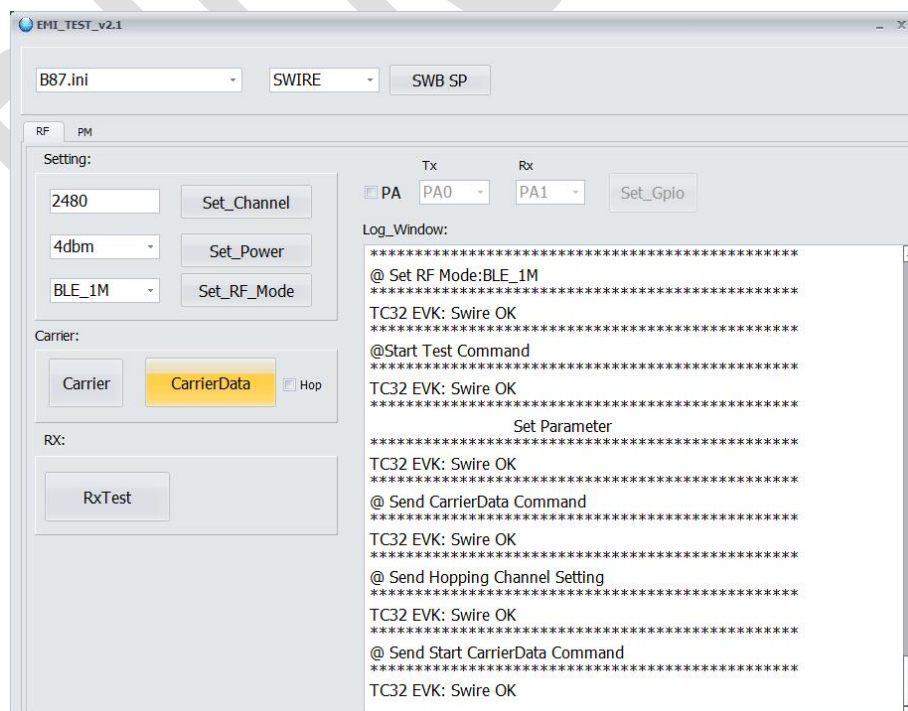 EMI_TEST_v2.1
B87.ini SWIRE SWB SP
RF PM
Setting:
2480 Set_Channel
4dbm Set_Power
BLE_1M Set_RF_Mode
Carrier:
Carrier CarrierData Hop
RX:
RxTest
Tx Rx
PA PA0 PA1 Set_Gpio
Log_Window:
***********************************************
@ Set RF Mode:BLE_1M
***********************************************
TC32 EVK: Swire OK
***********************************************
@Start Test Command
***********************************************
TC32 EVK: Swire OK
***********************************************
Set Parameter
***********************************************
TC32 EVK: Swire OK
***********************************************
@ Send CarrierData Command
***********************************************
TC32 EVK: Swire OK
***********************************************
@ Send Hopping Channel Setting
***********************************************
TC32 EVK: Swire OK
***********************************************
@ Send Start CarrierData Command
***********************************************
TC32 EVK: Swire OK